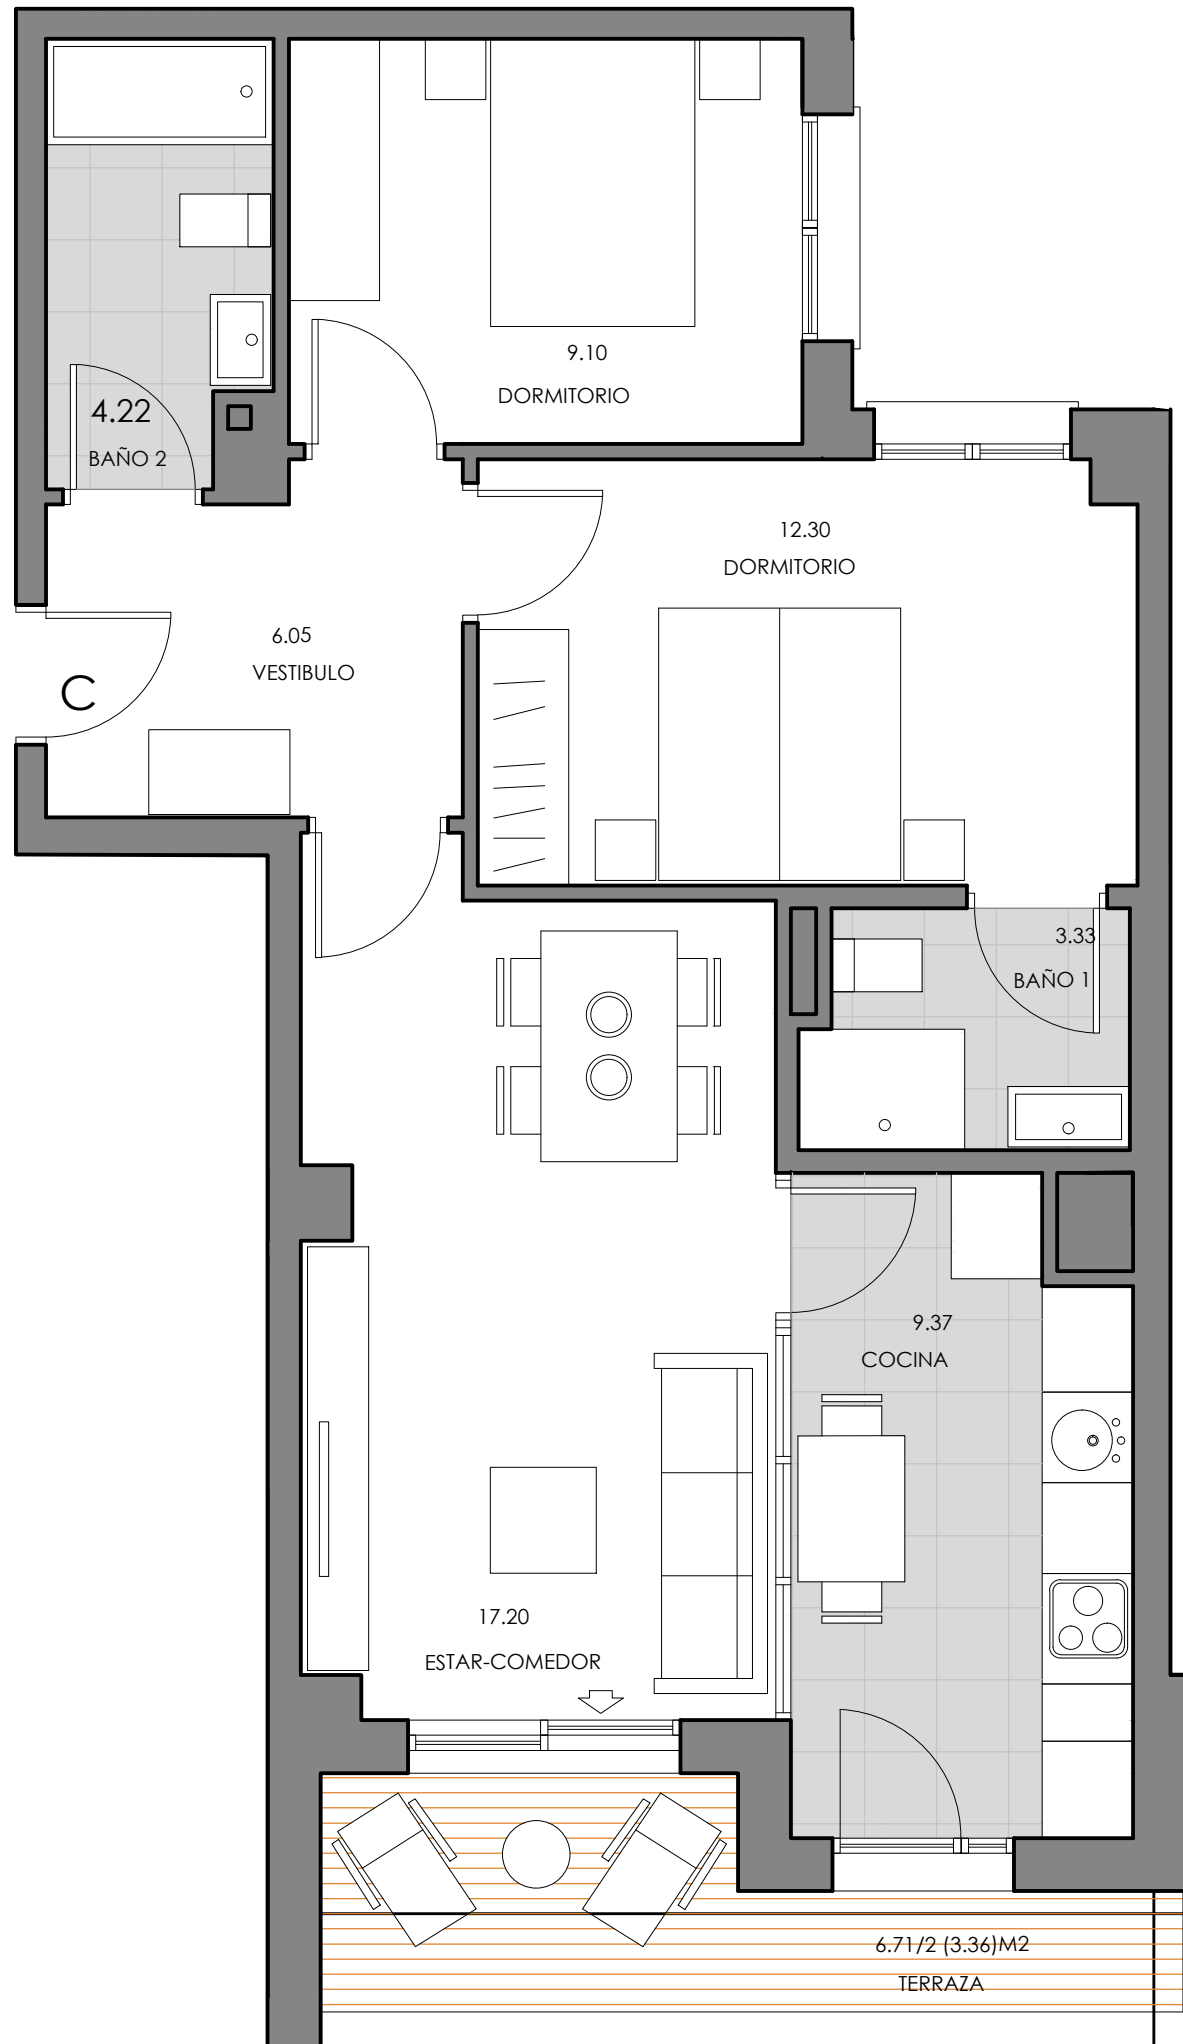 9.10
DORMITORIO
4.22
BAÑO 2
12.30
DORMITORIO
6.05
VESTIBULO
C
3.33
BAÑO 1
9.37
COCINA
17.20
ESTAR-COMEDOR
6.71/2 (3.36)M2
TERRAZA